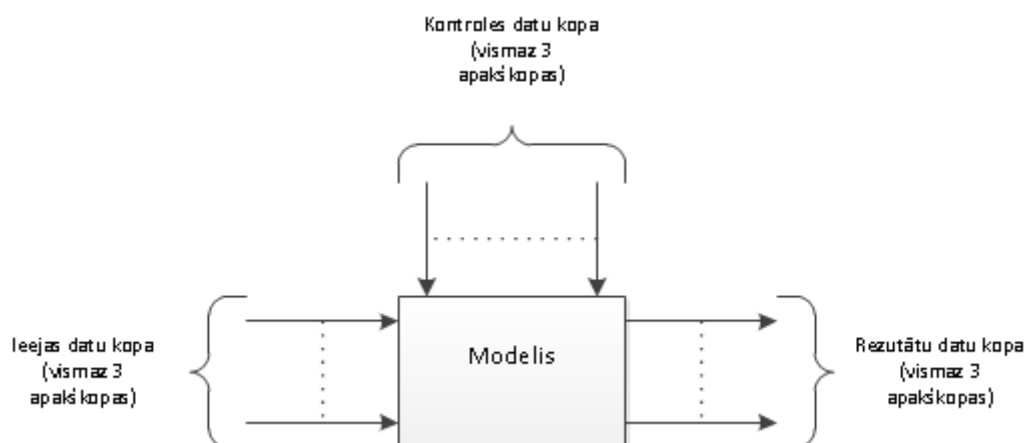 Kontroles datu kopa
(vismaz 3
apakškopas)
Ieejas datu kopa
(vismaz 3
apakškopas)
Modelis
Rezutātu datu kopa
(vismaz 3
apakškopas)